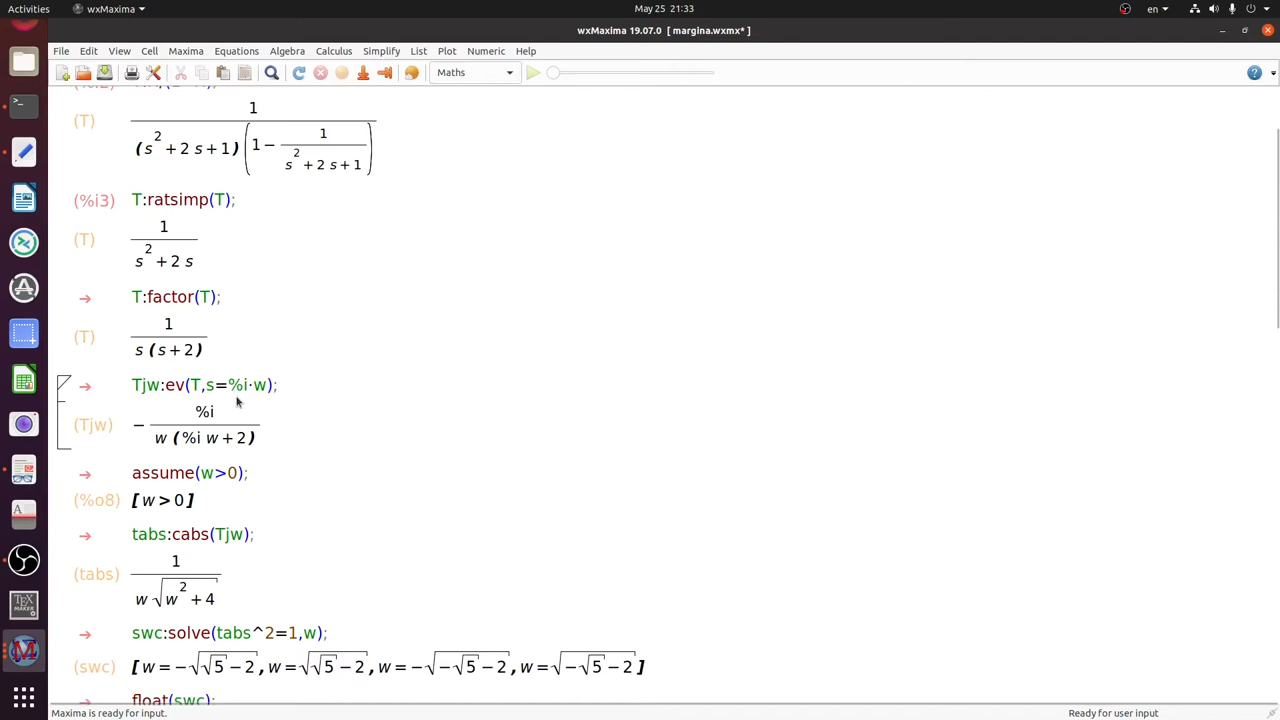 Activities wxMaxima May 25 21:33 en
wxMaxima 19.07.0 [ margina.wxmx* ]
File Edit View Cell Maxima Equations Algebra Calculus Simplify List Plot Numeric Help
Maths
(T) 1
(s^2+2 s+1) (1− 1/(s^2+2 s+1))
(%i3) T:ratsimp(T);
(T) 1
s^2+2 s
→ T:factor(T);
(T) 1
s (s+2)
→ Tjw:ev(T,s=%i·w);
(Tjw) − %i
w (%i w+2)
→ assume(w>0);
(%o8) [w>0]
→ tabs:cabs(Tjw);
(tabs) 1
w √(w^2+4)
→ swc:solve(tabs^2=1,w);
(swc) [w=−√(√5−2),w=√(√5−2),w=−√(−√5−2),w=√(−√5−2)]
→ float(swc);
Maxima is ready for input. Ready for user input